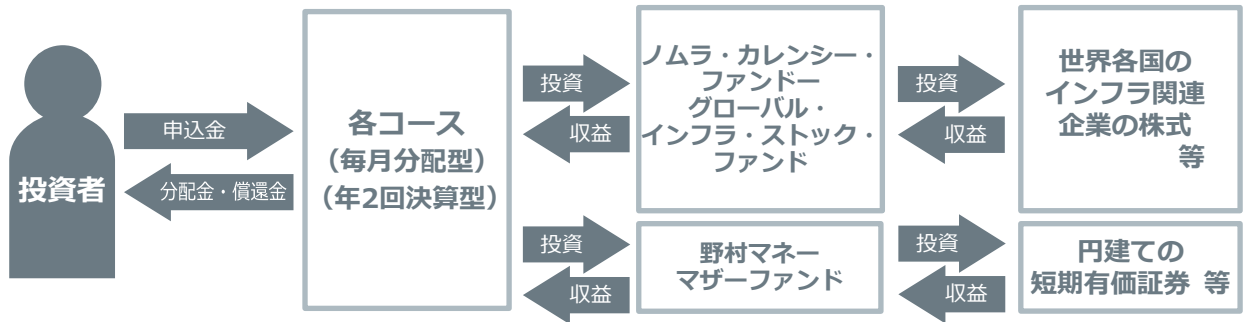 投資者
申込金
分配金・償還金
各コース
（毎月分配型）
（年2回決算型）
投資
収益
ノムラ・カレンシー・
ファンドー
グローバル・
インフラ・ストック・
ファンド
投資
収益
世界各国の
インフラ関連
企業の株式
等
投資
収益
野村マネー
マザーファンド
投資
収益
円建ての
短期有価証券 等